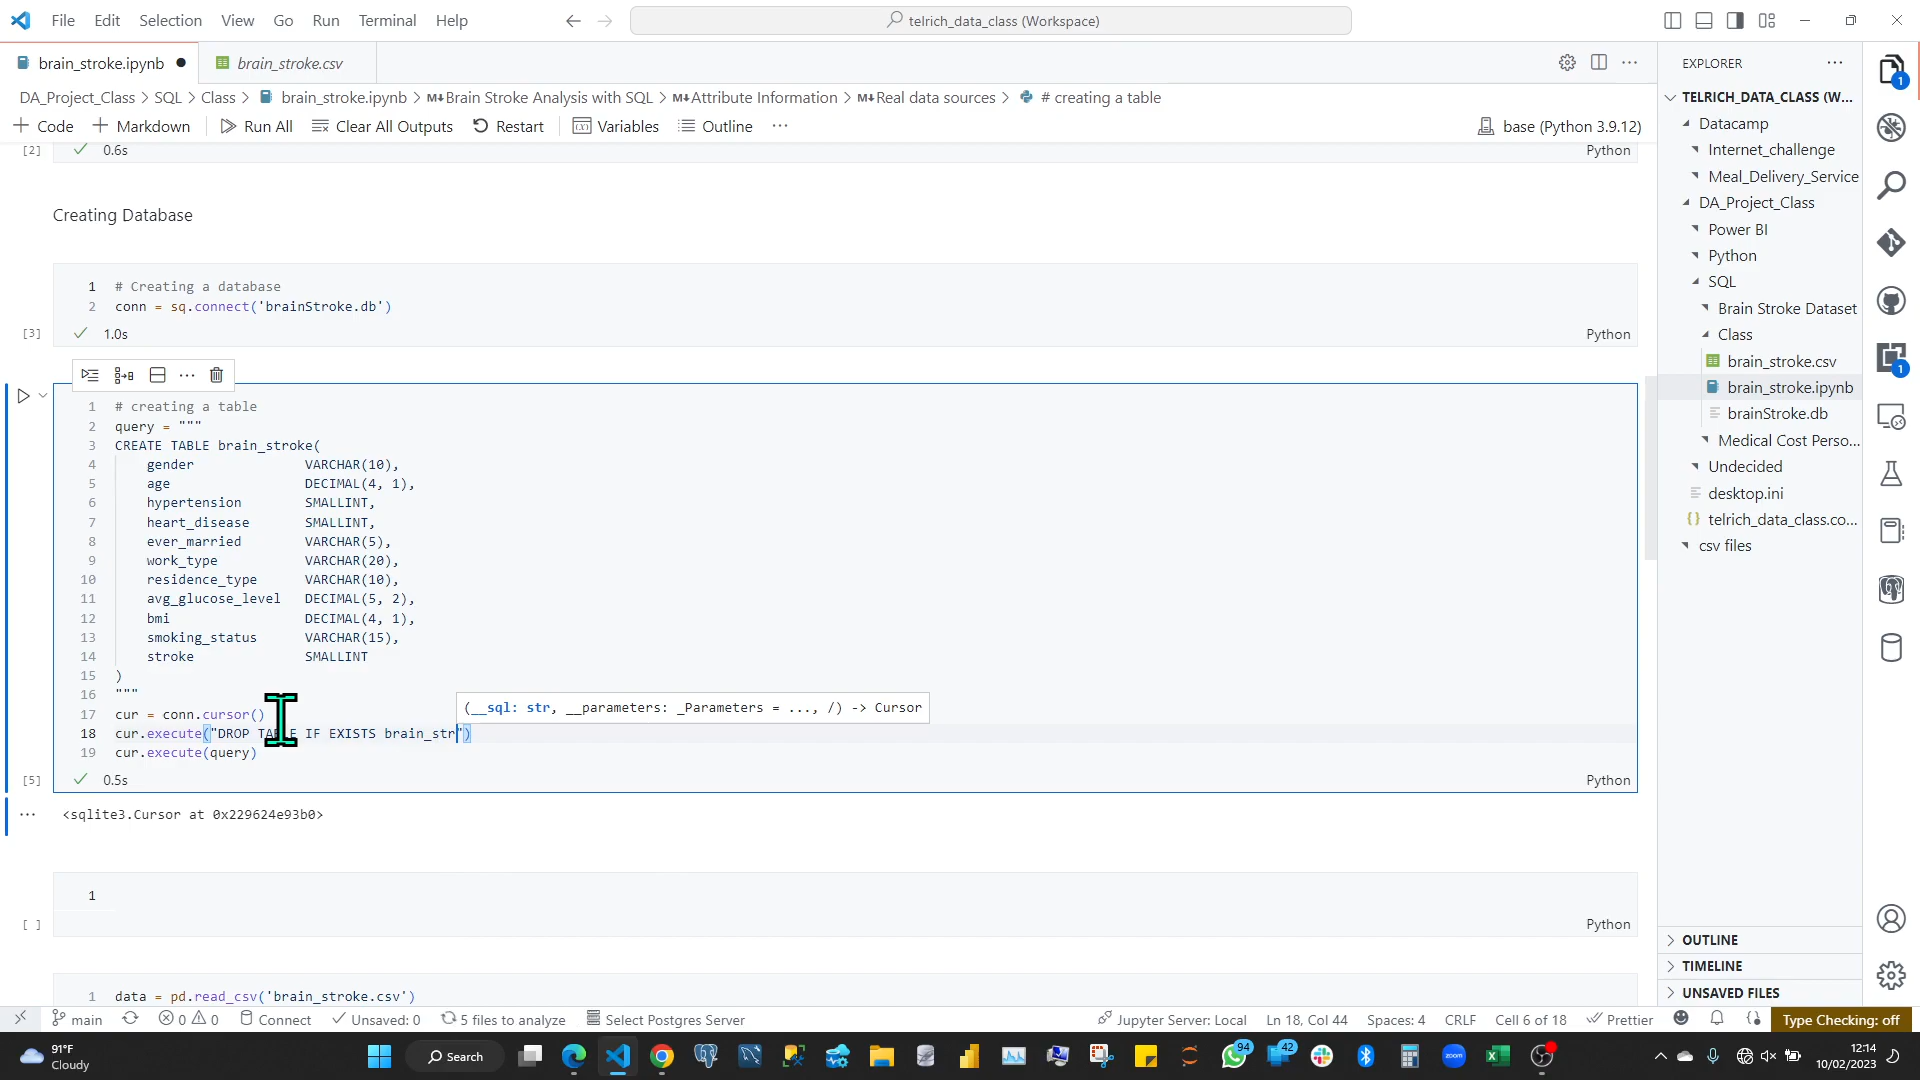 File Edit Selection View Go Run Terminal Help
telrich_data_class (Workspace)
brain_stroke.ipynb
brain_stroke.csv
DA_Project_Class > SQL > Class > brain_stroke.ipynb > M↓Brain Stroke Analysis with SQL > M↓Attribute Information > M↓Real data sources > # creating a table
+ Code + Markdown Run All Clear All Outputs Restart Variables Outline ...
base (Python 3.9.12)
[2] 0.6s Python
Creating Database
1 # Creating a database
2 conn = sq.connect('brainStroke.db')
[3] 1.0s Python
1 # creating a table
2 query = """
3 CREATE TABLE brain_stroke(
4 gender VARCHAR(10),
5 age DECIMAL(4, 1),
6 hypertension SMALLINT,
7 heart_disease SMALLINT,
8 ever_married VARCHAR(5),
9 work_type VARCHAR(20),
10 residence_type VARCHAR(10),
11 avg_glucose_level DECIMAL(5, 2),
12 bmi DECIMAL(4, 1),
13 smoking_status VARCHAR(15),
14 stroke SMALLINT
15 )
16 """
(__sql: str, __parameters: _Parameters = ..., /) -> Cursor
17 cur = conn.cursor()
18 cur.execute("DROP TABLE IF EXISTS brain_str")
19 cur.execute(query)
[5] 0.5s Python
... <sqlite3.Cursor at 0x229624e93b0>
1
[ ] Python
1 data = pd.read_csv('brain_stroke.csv')
EXPLORER ...
TELRICH_DATA_CLASS (W...
Datacamp
Internet_challenge
Meal_Delivery_Service
DA_Project_Class
Power BI
Python
SQL
Brain Stroke Dataset
Class
brain_stroke.csv
brain_stroke.ipynb
brainStroke.db
Medical Cost Perso...
Undecided
desktop.ini
telrich_data_class.co...
csv files
OUTLINE
TIMELINE
UNSAVED FILES
1
1
main 0 0 Connect Unsaved: 0 5 files to analyze Select Postgres Server Jupyter Server: Local Ln 18, Col 44 Spaces: 4 CRLF Cell 6 of 18 Prettier Type Checking: off
91°F
Cloudy
Search
94
42
zoom
12:14
10/02/2023